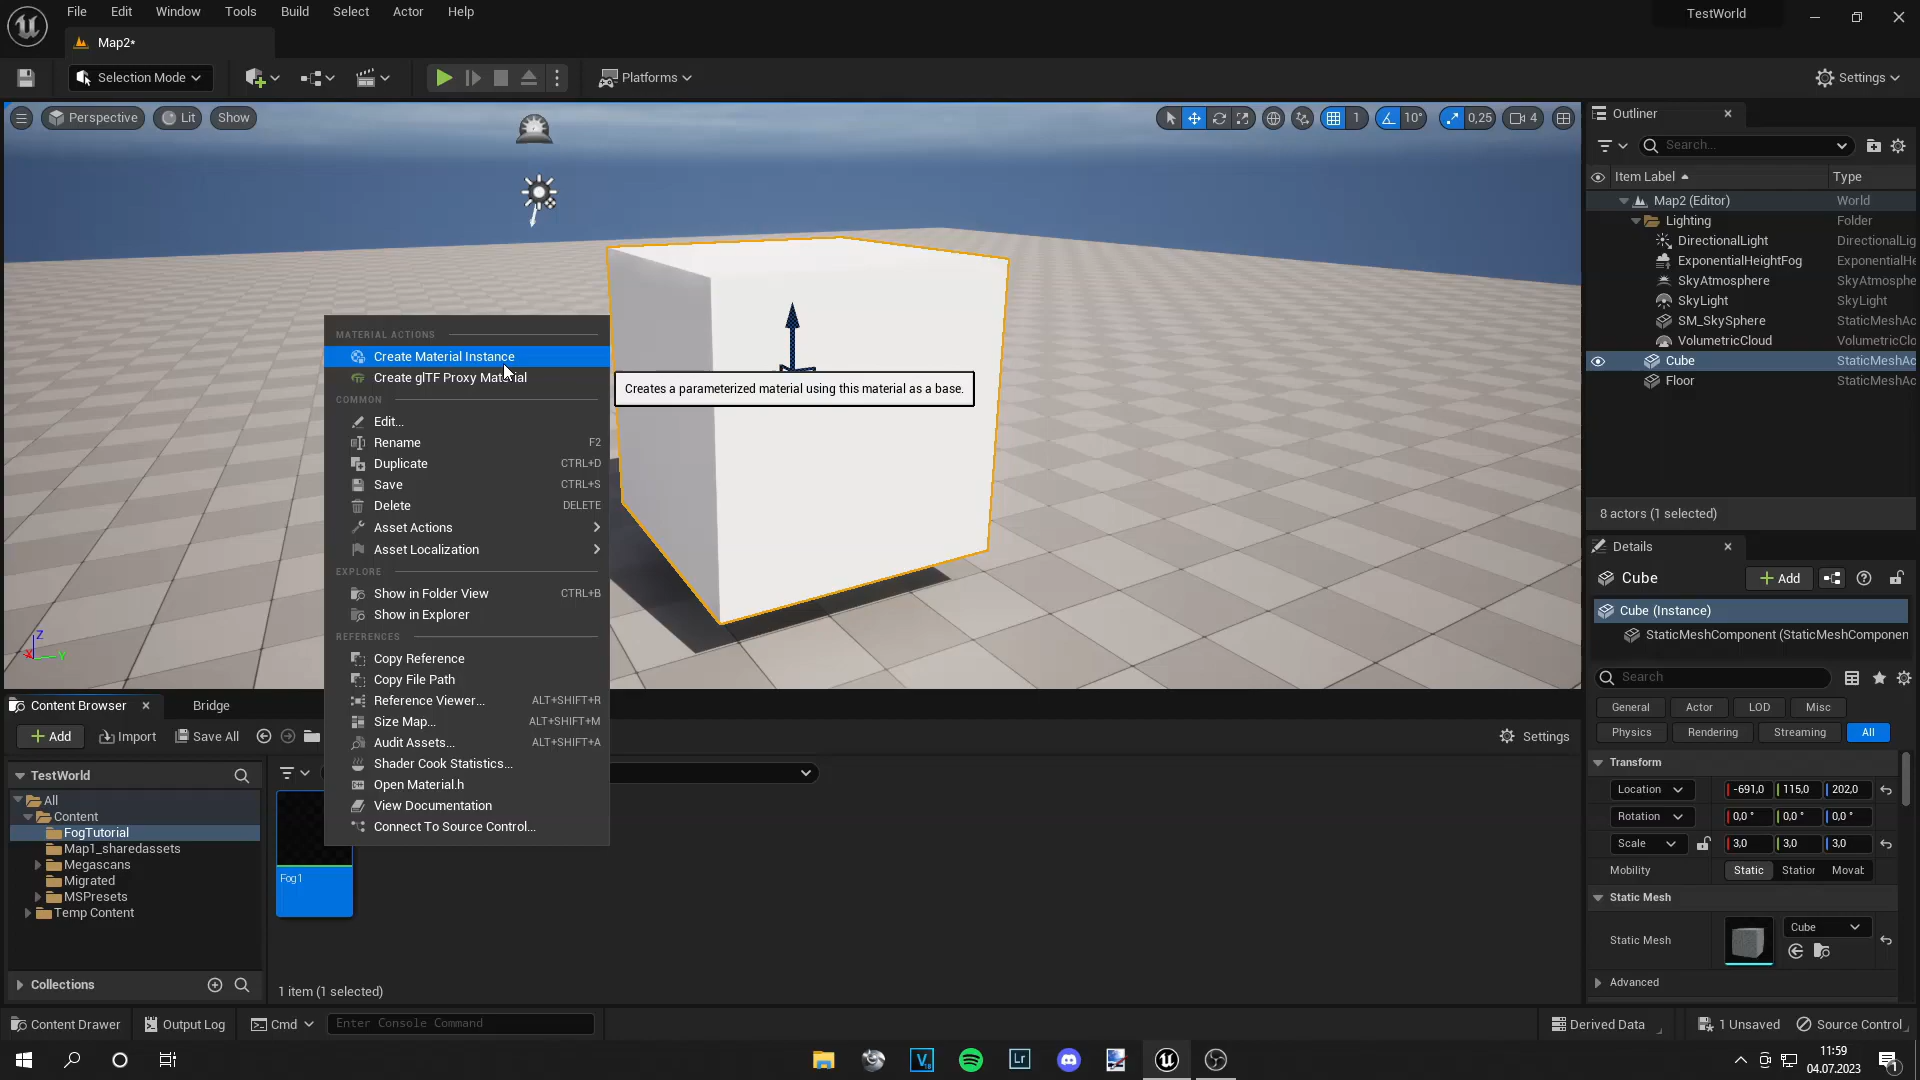 File Edit Window Tools Build Select Actor Help
TestWorld
Map2*
Selection Mode
Platforms
Settings
Perspective Lit Show
1 10° 0,25 4
Outliner
Search...
Item Label Type
Map2 (Editor) World
Lighting Folder
DirectionalLight DirectionalLig
ExponentialHeightFog ExponentialHe
SkyAtmosphere SkyAtmosphe
SkyLight SkyLight
SM_SkySphere StaticMeshAc
VolumetricCloud VolumetricClo
Cube StaticMeshAc
Floor StaticMeshAc
8 actors (1 selected)
MATERIAL ACTIONS
Create Material Instance
Create glTF Proxy Material
COMMON
Edit...
Rename F2
Duplicate CTRL+D
Save CTRL+S
Delete DELETE
Asset Actions
Asset Localization
EXPLORE
Show in Folder View CTRL+B
Show in Explorer
REFERENCES
Copy Reference
Copy File Path
Reference Viewer... ALT+SHIFT+R
Size Map... ALT+SHIFT+M
Audit Assets... ALT+SHIFT+A
Shader Cook Statistics...
Open Material.h
View Documentation
Connect To Source Control...
Creates a parameterized material using this material as a base.
Z
X Y
Details
Cube
Add
Cube (Instance)
StaticMeshComponent (StaticMeshComponen
Search
General Actor LOD Misc
Physics Rendering Streaming All
Transform
Location -691,0 115,0 202,0
Rotation 0,0 ° 0,0 ° 0,0 °
Scale 3,0 3,0 3,0
Mobility Static Station Movab
Static Mesh
Static Mesh Cube
Advanced
Content Browser Bridge
Add Import Save All
Settings
TestWorld
All
Content
FogTutorial
Map1_sharedassets
Megascans
Migrated
MSPresets
Temp Content
Collections
Fog1
1 item (1 selected)
Content Drawer Output Log Cmd Enter Console Command
Derived Data 1 Unsaved Source Control
V
18
Lr
11:59
04.07.2023
1